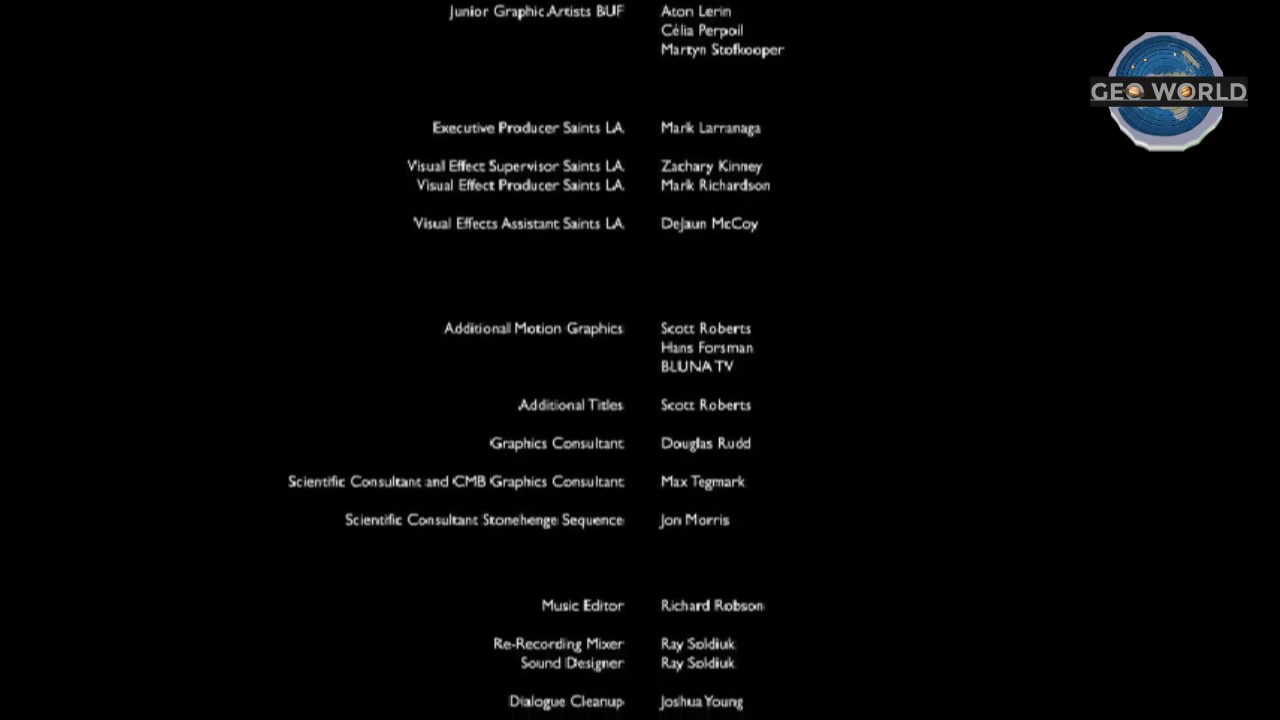 Junior Graphic Artists BUF Aton Lerin
Célia Perpoil
Martyn Stofkooper
GEO WORLD
Executive Producer Saints LA Mark Larranaga
Visual Effect Supervisor Saints LA Zachary Kinney
Visual Effect Producer Saints LA Mark Richardson
Visual Effects Assistant Saints LA DeJaun McCoy
Additional Motion Graphics Scott Roberts
Hans Forsman
BLUNA TV
Additional Titles Scott Roberts
Graphics Consultant Douglas Rudd
Scientific Consultant and CMB Graphics Consultant Max Tegmark
Scientific Consultant Stonehenge Sequence Jon Morris
Music Editor Richard Robson
Re-Recording Mixer Ray Soldiuk
Sound Designer Ray Soldiuk
Dialogue Cleanup Joshua Young